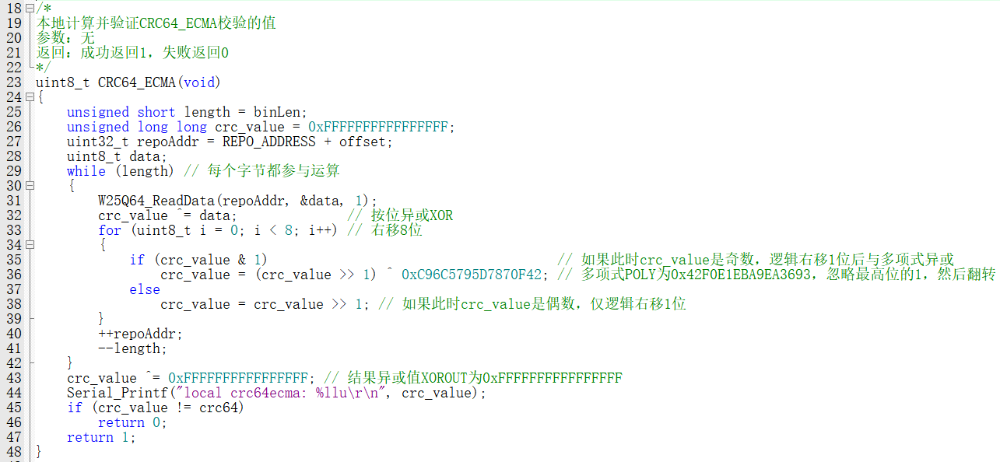 18 /*
19 本地计算并验证CRC64_ECMA校验的值
20 参数：无
21 返回：成功返回1，失败返回0
22 */
23 uint8_t CRC64_ECMA(void)
24 {
25     unsigned short length = binLen;
26     unsigned long long crc_value = 0xFFFFFFFFFFFFFFFF;
27     uint32_t repoAddr = REPO_ADDRESS + offset;
28     uint8_t data;
29     while (length) // 每个字节都参与运算
30     {
31         W25Q64_ReadData(repoAddr, &data, 1);
32         crc_value ^= data;              // 按位异或XOR
33         for (uint8_t i = 0; i < 8; i++) // 右移8位
34         {
35             if (crc_value & 1)                                     // 如果此时crc_value是奇数，逻辑右移1位后与多项式异或
36                 crc_value = (crc_value >> 1) ^ 0xC96C5795D7870F42; // 多项式POLY为0x42F0E1EBA9EA3693，忽略最高位的1，然后翻转
37             else
38                 crc_value = crc_value >> 1; // 如果此时crc_value是偶数，仅逻辑右移1位
39         }
40         ++repoAddr;
41         --length;
42     }
43     crc_value ^= 0xFFFFFFFFFFFFFFFF; // 结果异或值XOROUT为0xFFFFFFFFFFFFFFFF
44     Serial_Printf("local crc64ecma: %llu\r\n", crc_value);
45     if (crc_value != crc64)
46         return 0;
47     return 1;
48 }